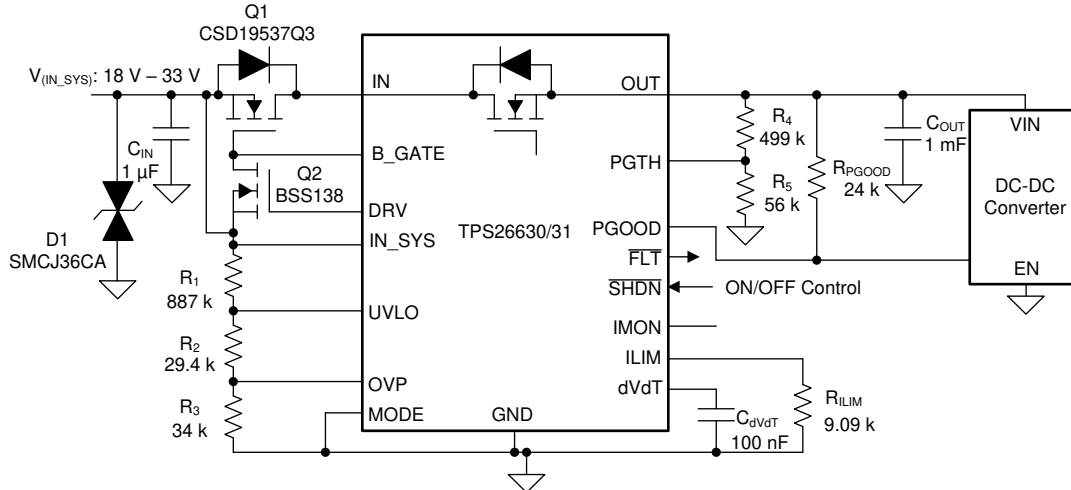 Q1
CSD19537Q3
V(IN_SYS): 18 V – 33 V
IN
OUT
R4
499 k
COUT
1 mF
VIN
CIN
1 µF
B_GATE
PGTH
RPGOOD
24 k
Q2
BSS138
R5
56 k
DC-DC
Converter
DRV
TPS26630/31
PGOOD
D1
SMCJ36CA
IN_SYS
FLT
EN
R1
887 k
SHDN
ON/OFF Control
UVLO
IMON
R2
29.4 k
ILIM
OVP
dVdT
R3
34 k
MODE
GND
CdVdT
100 nF
RILIM
9.09 k